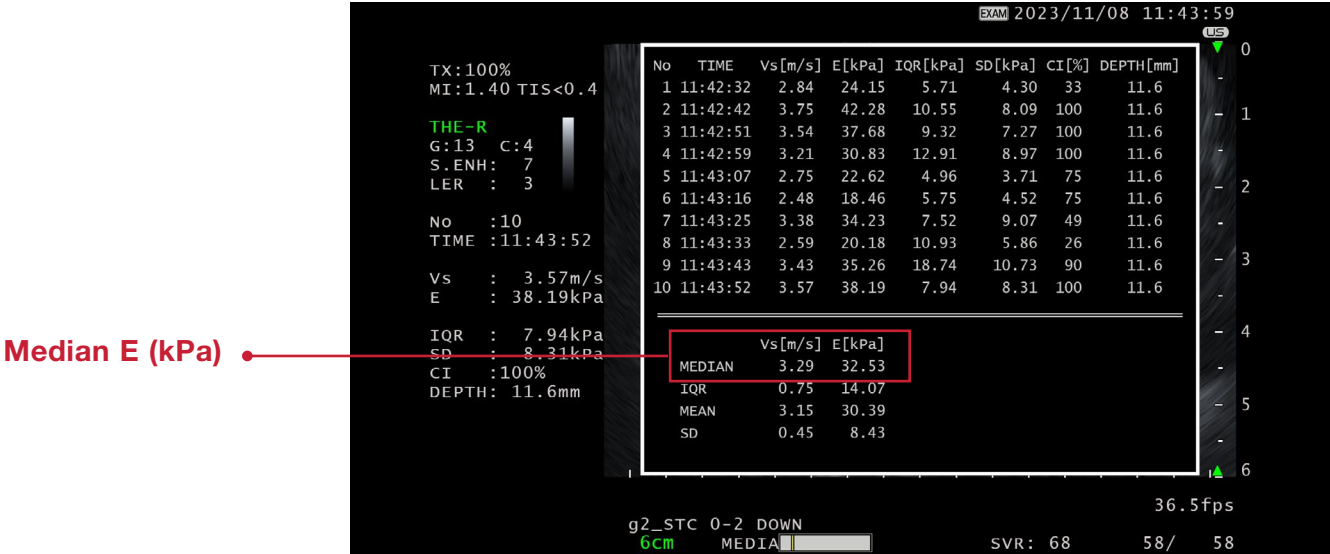 EXAM 2023/11/08 11:43:59
US
TX:100%
MI:1.40 TIS<0.4
THE-R
G:13 C:4
S.ENH: 7
LER : 3
No :10
TIME :11:43:52
Vs : 3.57m/s
E : 38.19kPa
IQR : 7.94kPa
SD : 8.31kPa
CI :100%
DEPTH: 11.6mm
Median E (kPa)
No TIME Vs[m/s] E[kPa] IQR[kPa] SD[kPa] CI[%] DEPTH[mm]
1 11:42:32 2.84 24.15 5.71 4.30 33 11.6
2 11:42:42 3.75 42.28 10.55 8.09 100 11.6
3 11:42:51 3.54 37.68 9.32 7.27 100 11.6
4 11:42:59 3.21 30.83 12.91 8.97 100 11.6
5 11:43:07 2.75 22.62 4.96 3.71 75 11.6
6 11:43:16 2.48 18.46 5.75 4.52 75 11.6
7 11:43:25 3.38 34.23 7.52 9.07 49 11.6
8 11:43:33 2.59 20.18 10.93 5.86 26 11.6
9 11:43:43 3.43 35.26 18.74 10.73 90 11.6
10 11:43:52 3.57 38.19 7.94 8.31 100 11.6
Vs[m/s] E[kPa]
MEDIAN 3.29 32.53
IQR 0.75 14.07
MEAN 3.15 30.39
SD 0.45 8.43
0
1
2
3
4
5
6
36.5fps
g2_STC 0-2 DOWN
6cm MEDIA SVR: 68 58/ 58